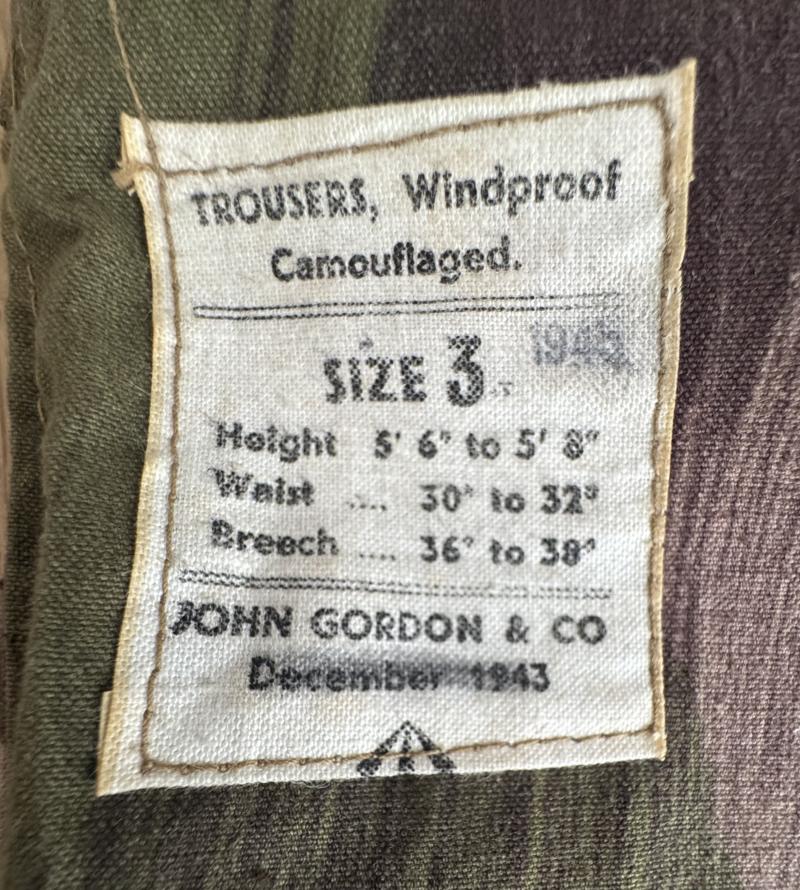 TROUSERS, Windproof
Camouflaged.
SIZE 3
Height 5' 6" to 5' 8"
Waist .... 30" to 32"
Breech .... 36" to 38"
JOHN GORDON & CO
December 1943